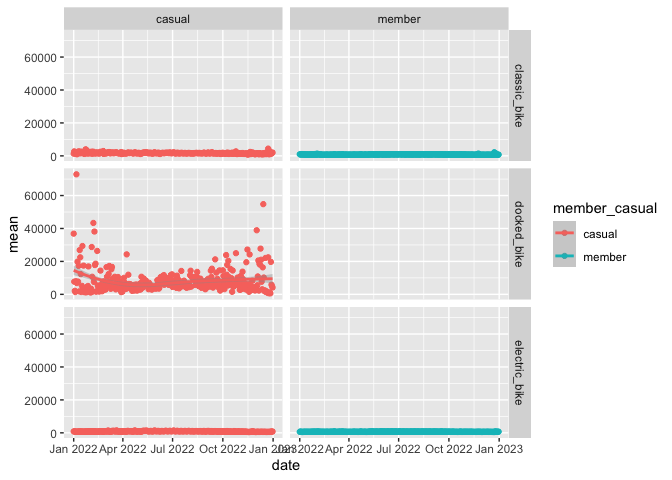 casual member
60000
40000
20000
0
classic_bike
60000
40000
20000
0
docked_bike
60000
40000
20000
0
electric_bike
mean
Jan 2022 Apr 2022 Jul 2022 Oct 2022 Jan 2023 Jan 2022 Apr 2022 Jul 2022 Oct 2022 Jan 2023
date
member_casual
casual
member